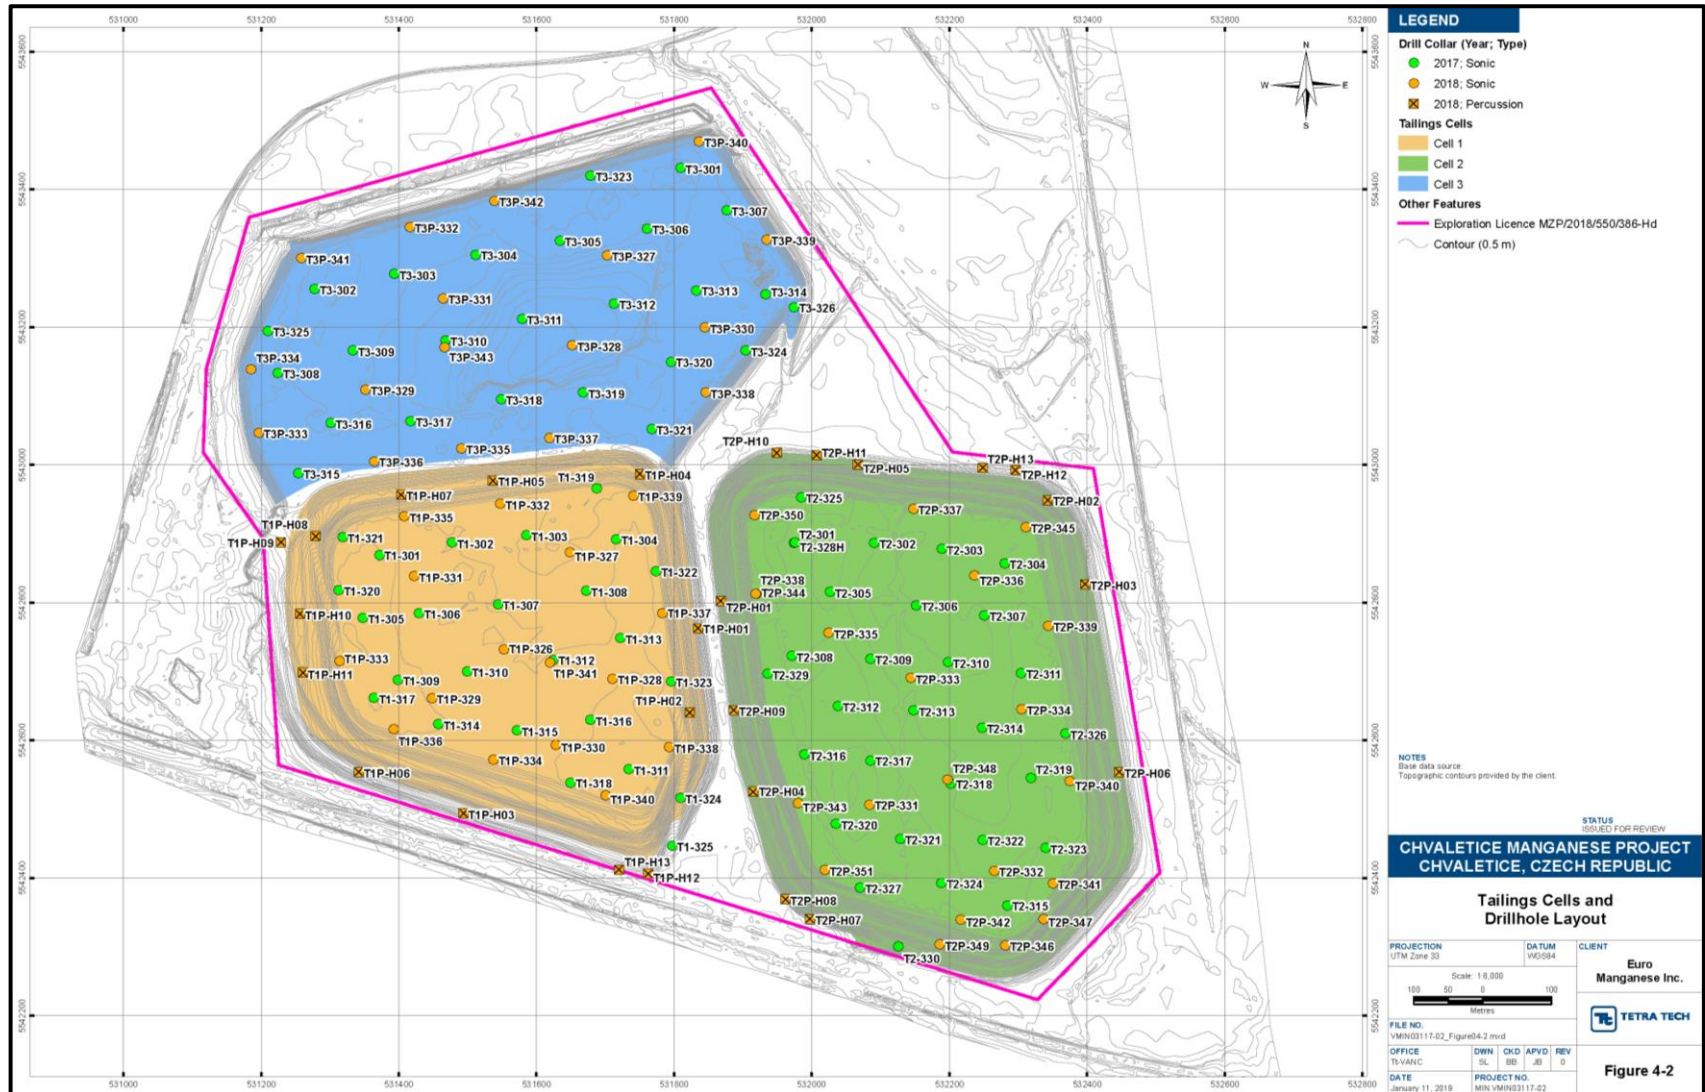 531000 531200 531400 531600 531800 532000 532200 532400 532600 532800
5543600 5543600
5543400 5543400
5543200 5543200
5543000 5543000
5542800 5542800
5542600 5542600
5542400 5542400
5542200 5542200
531000 531200 531400 531600 531800 532000 532200 532400 532600 532800
N
W E
S
T3P-340
T3-301
T3-323
T3P-342
T3-307
T3P-332
T3-306
T3-305
T3P-339
T3-304
T3P-327
T3P-341
T3-303
T3-302
T3P-331
T3-313
T3-314
T3-312
T3-326
T3-311
T3P-330
T3-325
T3-310
T3P-343
T3P-328
T3-309
T3-324
T3P-334
T3-308
T3-320
T3P-329
T3-319
T3P-338
T3-318
T3-316
T3-317
T3P-333
T3-321
T3P-337
T3P-335
T3P-336
T3-315
T1P-H04
T1P-H05
T1-319
T1P-H07
T1P-339
T1P-332
T1P-335
T1P-H08
T1P-H09
T1-321
T1-303
T1-302
T1-304
T1-301
T1P-327
T1P-331
T1-322
T1-320
T1-308
T1-307
T1P-H10
T1-305
T1-306
T1P-337
T1P-H01
T1-313
T1P-326
T1-312
T1P-341
T1P-333
T1P-H11
T1-310
T1-309
T1P-328
T1-323
T1-317
T1P-329
T1P-H02
T1-316
T1-314
T1-315
T1P-336
T1P-330
T1P-338
T1P-334
T1P-H06
T1-311
T1-318
T1P-340
T1-324
T1P-H03
T1-325
T1P-H13
T1P-H12
T2P-H10
T2P-H11
T2P-H05
T2P-H13
T2P-H12
T2P-H02
T2-325
T2P-350
T2P-337
T2P-345
T2-301
T2-328H
T2-302
T2-303
T2-304
T2P-336
T2P-H03
T2P-338
T2P-344
T2-305
T2P-H01
T2-306
T2-307
T2P-339
T2P-335
T2-308
T2-309
T2-310
T2-329
T2P-333
T2-311
T2-312
T2P-H09
T2-313
T2P-334
T2-314
T2-326
T2-316
T2-317
T2P-348
T2-318
T2-319
T2P-340
T2P-H06
T2P-H04
T2P-343
T2P-331
T2-320
T2-321
T2-322
T2-323
T2P-351
T2P-332
T2-327
T2-324
T2P-341
T2P-H08
T2-315
T2P-H07
T2P-342
T2P-347
T2-330
T2P-349
T2P-346
LEGEND
Drill Collar (Year; Type)
2017; Sonic
2018; Sonic
2018; Percussion
Tailings Cells
Cell 1
Cell 2
Cell 3
Other Features
Exploration Licence MZP/2018/550/386-Hd
Contour (0.5 m)
NOTES
Base data source:
Topographic contours provided by the client.
STATUS
ISSUED FOR REVIEW
CHVALETICE MANGANESE PROJECT
CHVALETICE, CZECH REPUBLIC
Tailings Cells and
Drillhole Layout
PROJECTION DATUM CLIENT
UTM Zone 33 WGS84
Euro
Manganese Inc.
Scale: 1:6,000
100 50 0 100
Metres
TETRA TECH
FILE NO.
VMIN03117-02_Figure04-2.mxd
OFFICE DWN CKD APVD REV
Tt-VANC SL BB JB 0
DATE PROJECT NO.
January 11, 2019 MIN.VMIN03117-02
Figure 4-2